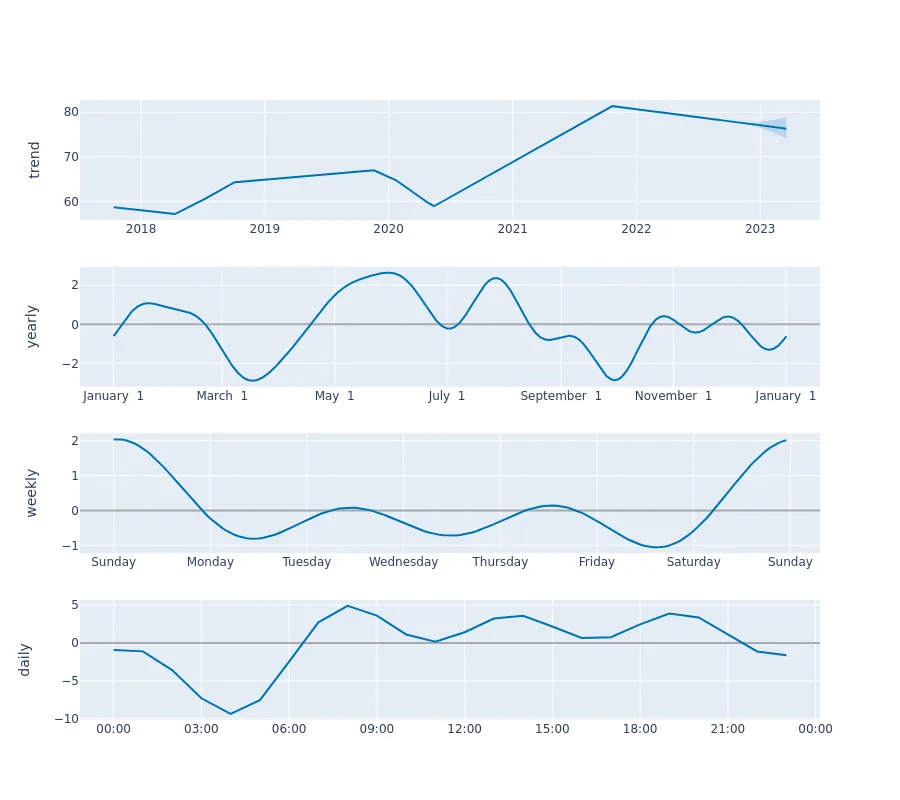 80
70
60
trend
2018 2019 2020 2021 2022 2023
2
0
−2
yearly
January 1 March 1 May 1 July 1 September 1 November 1 January 1
2
1
0
−1
weekly
Sunday Monday Tuesday Wednesday Thursday Friday Saturday Sunday
5
0
−5
−10
daily
00:00 03:00 06:00 09:00 12:00 15:00 18:00 21:00 00:00